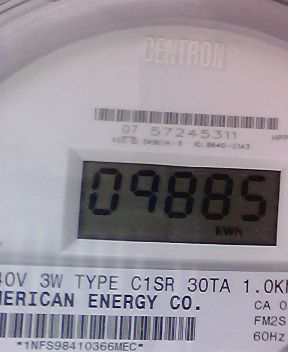 CENTRON®
07 57245311
09885
kWh
40V 3W TYPE C1SR 30TA 1.0K
MERICAN ENERGY CO.
CA 0
FM2S
60Hz
*1NFS98410366MEC*